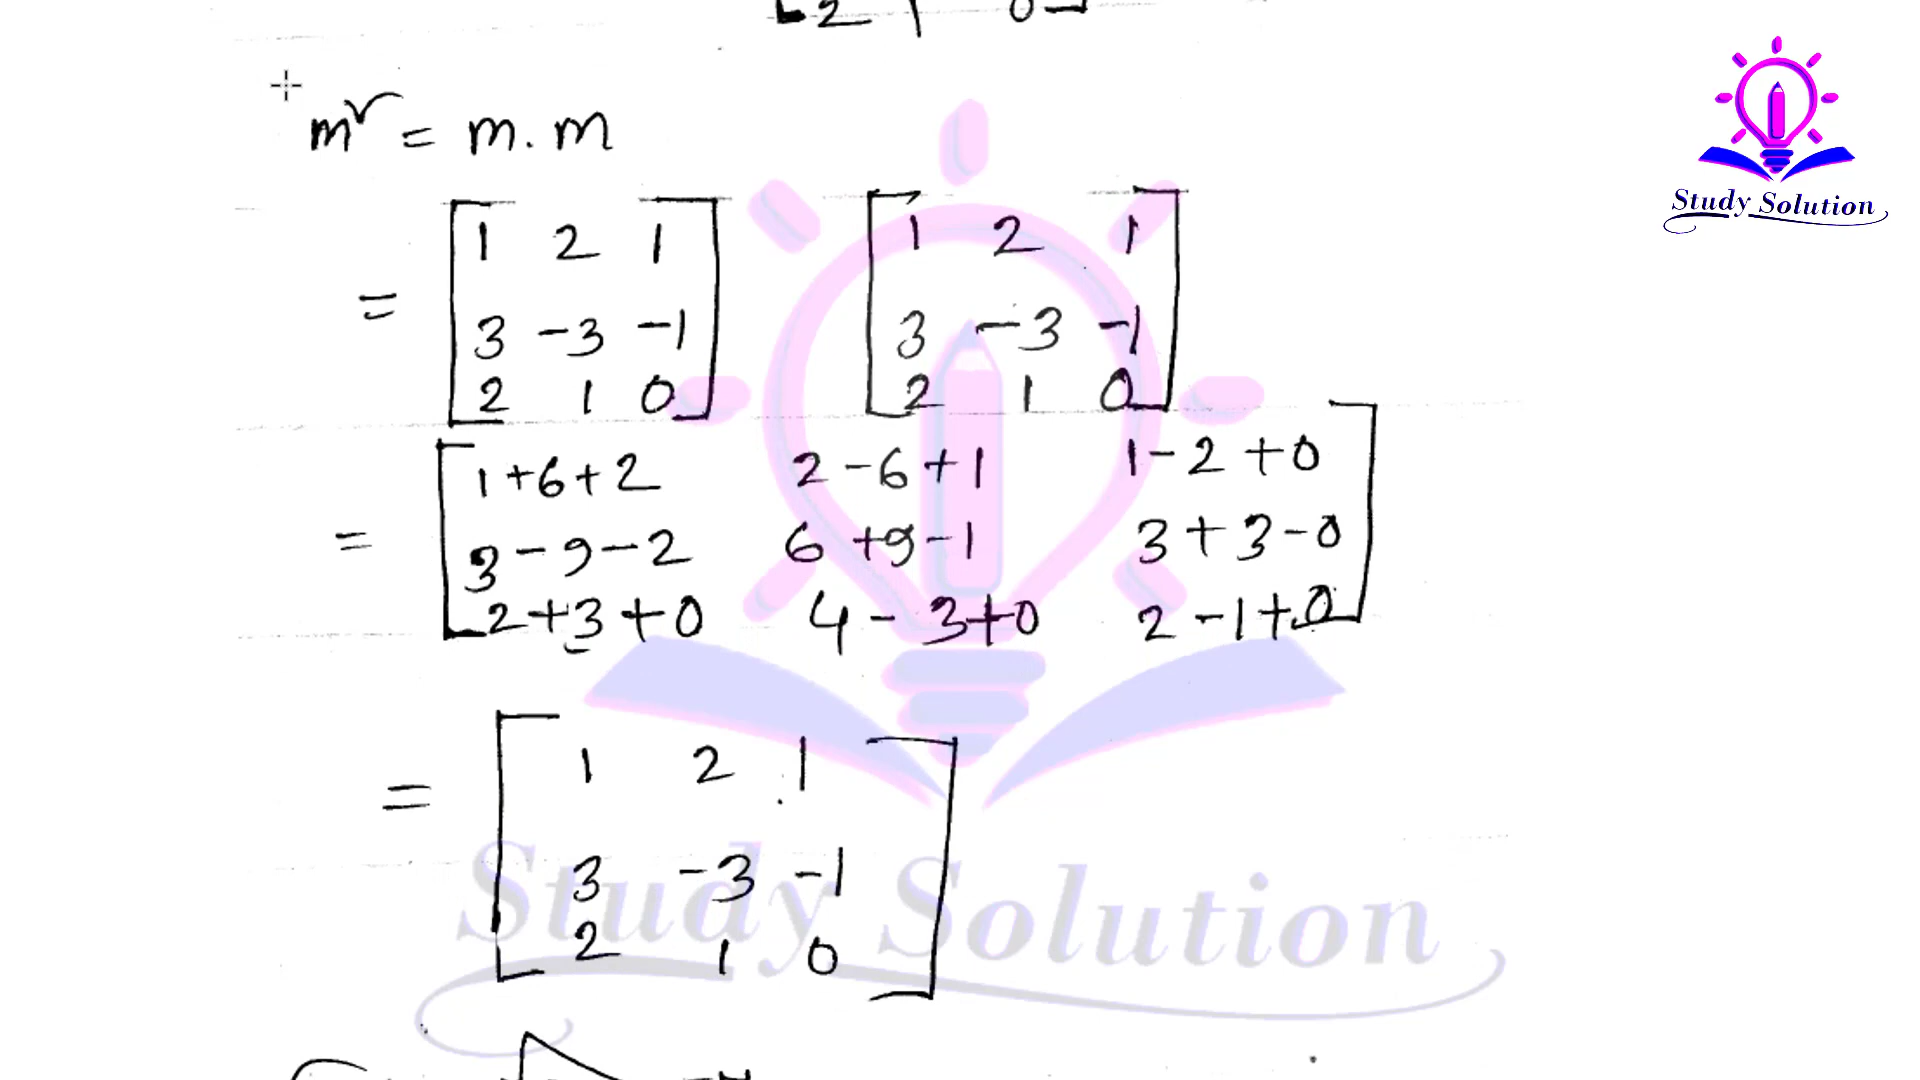 2 1 0
m² = m.m
= [1 2 1; 3 -3 -1; 2 1 0] [1 2 1; 3 -3 -1; 2 1 0]
= [1+6+2 2-6+1 1-2+0
3-9-2 6+9-1 3+3-0
2+3+0 4-3+0 2-1+0]
= [1 2 1
3 -3 -1
2 1 0]
Study Solution
Study Solution